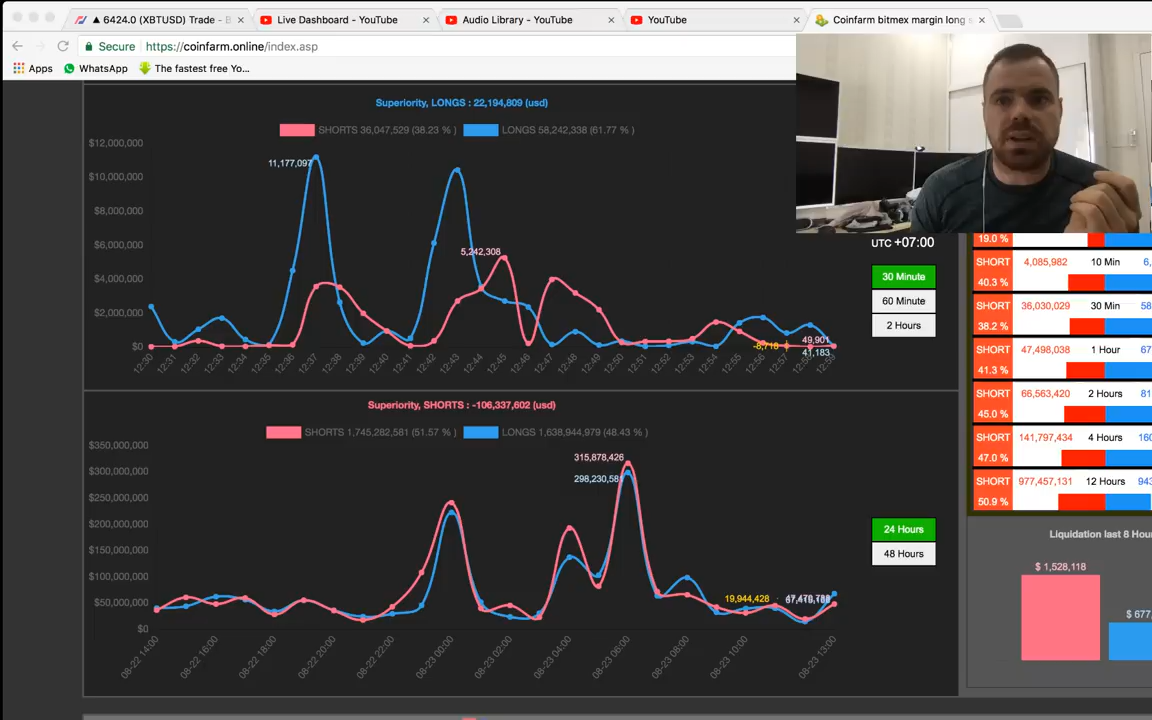 6424.0 (XBTUSD) Trade - B
Live Dashboard - YouTube
Audio Library - YouTube
YouTube
Coinfarm bitmex margin long s
Secure https://coinfarm.online/index.asp
Apps WhatsApp The fastest free Yo...
Superiority, LONGS : 22,194,809 (usd)
SHORTS 36,047,529 (38.23 % ) LONGS 58,242,338 (61.77 % )
$12,000,000
$10,000,000
$8,000,000
$6,000,000
$4,000,000
$2,000,000
$0
11,177,097
5,242,308
49,901
41,183
12:30 12:31 12:32 12:33 12:34 12:35 12:36 12:37 12:38 12:39 12:40 12:41 12:42 12:43 12:44 12:45 12:46 12:47 12:48 12:49 12:50 12:51 12:52 12:53 12:54 12:55 12:56 12:57
UTC +07:00
30 Minute
60 Minute
2 Hours
Superiority, SHORTS : -106,337,602 (usd)
SHORTS 1,745,282,581 (51.57 % ) LONGS 1,638,944,979 (48.43 % )
$350,000,000
$300,000,000
$250,000,000
$200,000,000
$150,000,000
$100,000,000
$50,000,000
$0
315,878,426
298,230,58
19,944,428
08-22 14:00 08-22 16:00 08-22 18:00 08-22 20:00 08-22 22:00 08-23 00:00 08-23 02:00 08-23 04:00 08-23 06:00 08-23 08:00 08-23 10:00 08-23 13:00
24 Hours
48 Hours
19.0 %
SHORT 4,085,982 10 Min 6,
40.3 %
SHORT 36,030,029 30 Min 58
38.2 %
SHORT 47,498,038 1 Hour 67
41.3 %
SHORT 66,563,420 2 Hours 81
45.0 %
SHORT 141,797,434 4 Hours 160
47.0 %
SHORT 977,457,131 12 Hours 943
50.9 %
Liquidation last 8 Hou
$ 1,528,118
$ 677,